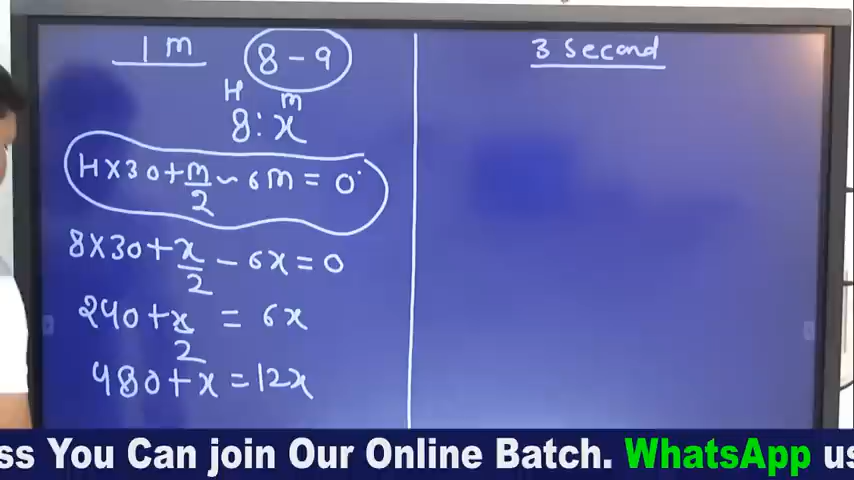 1 m
8-9
H m
8:x
H×30+m/2-6m=0°
8×30+x/2-6x=0
240+x/2=6x
480+x=12x
3 Second
ss You Can join Our Online Batch. WhatsApp us